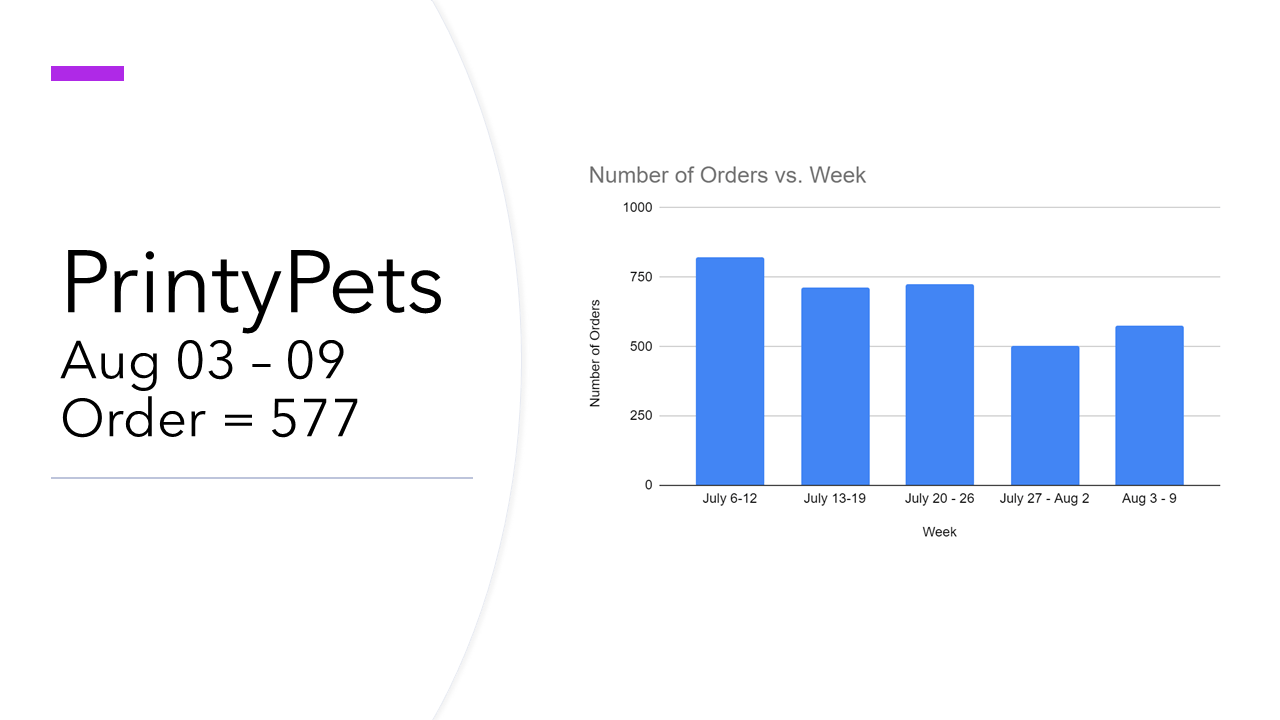 PrintyPets
Aug 03 – 09
Order = 577
Number of Orders vs. Week
1000
750
500
250
0
Number of Orders
July 6-12
July 13-19
July 20 - 26
July 27 - Aug 2
Aug 3 - 9
Week